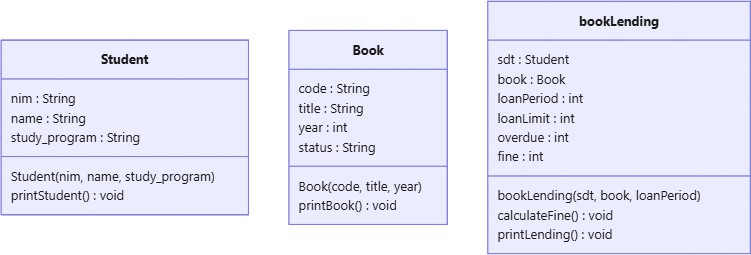 Student
nim : String
name : String
study_program : String
Student(nim, name, study_program)
printStudent() : void
Book
code : String
title : String
year : int
status : String
Book(code, title, year)
printBook() : void
bookLending
sdt : Student
book : Book
loanPeriod : int
loanLimit : int
overdue : int
fine : int
bookLending(sdt, book, loanPeriod)
calculateFine() : void
printLending() : void